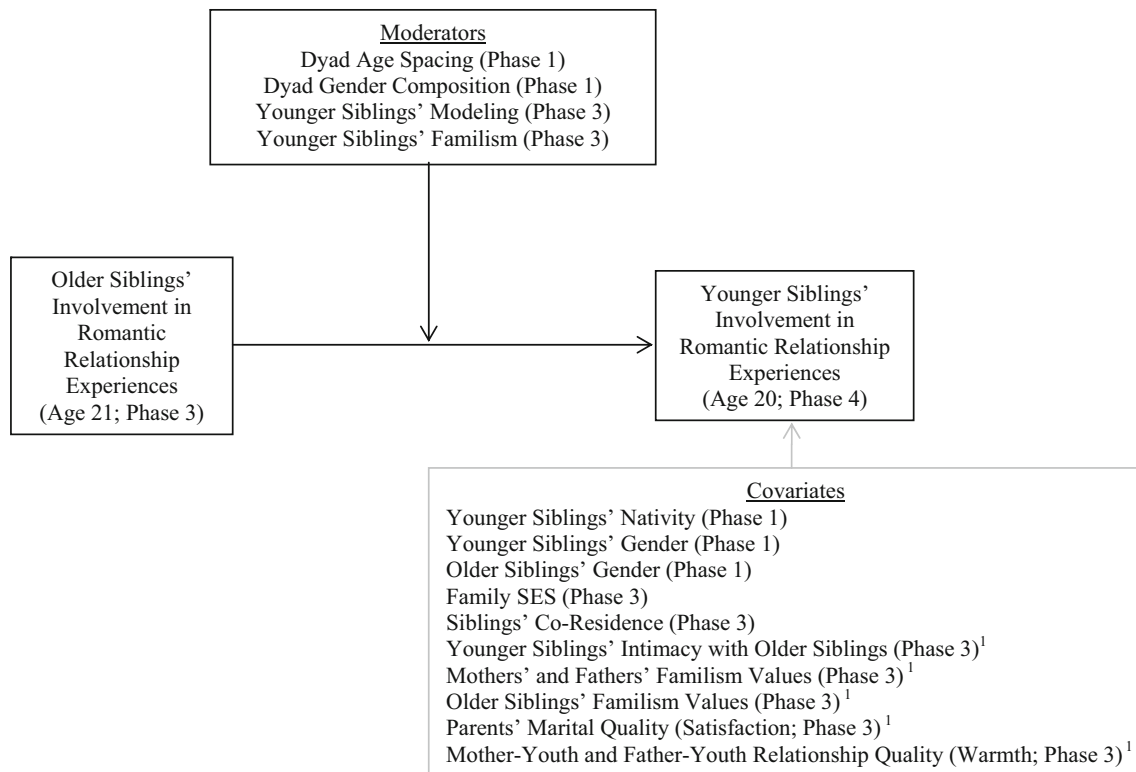 Moderators
Dyad Age Spacing (Phase 1)
Dyad Gender Composition (Phase 1)
Younger Siblings’ Modeling (Phase 3)
Younger Siblings’ Familism (Phase 3)
Older Siblings’
Involvement in
Romantic
Relationship
Experiences
(Age 21; Phase 3)
Younger Siblings’
Involvement in
Romantic Relationship
Experiences
(Age 20; Phase 4)
Covariates
Younger Siblings’ Nativity (Phase 1)
Younger Siblings’ Gender (Phase 1)
Older Siblings’ Gender (Phase 1)
Family SES (Phase 3)
Siblings’ Co-Residence (Phase 3)
Younger Siblings’ Intimacy with Older Siblings (Phase 3)¹
Mothers’ and Fathers’ Familism Values (Phase 3)¹
Older Siblings’ Familism Values (Phase 3)¹
Parents’ Marital Quality (Satisfaction; Phase 3)¹
Mother-Youth and Father-Youth Relationship Quality (Warmth; Phase 3)¹